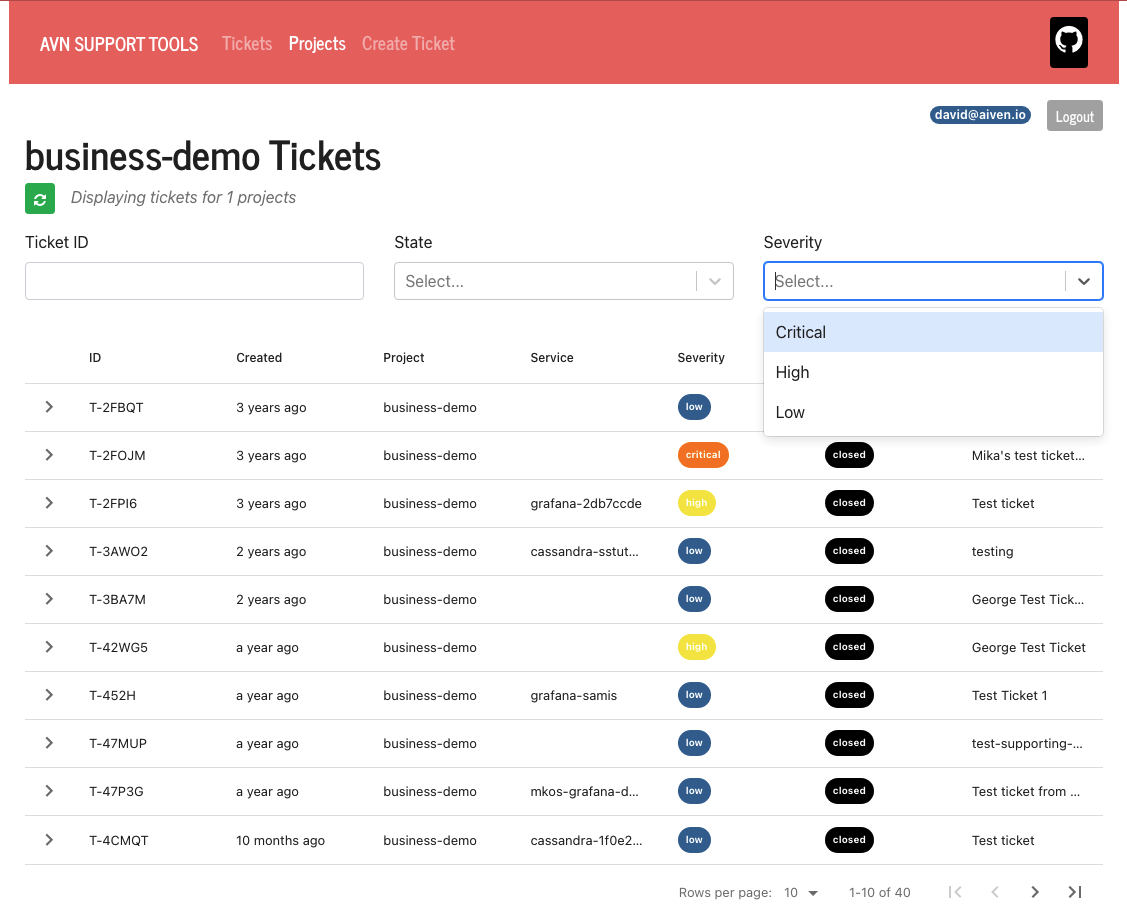 AVN SUPPORT TOOLS Tickets Projects Create Ticket
david@aiven.io Logout
business-demo Tickets
Displaying tickets for 1 projects
Ticket ID State Severity
Select... Select...
Critical
High
Low
ID Created Project Service Severity
T-2FBQT 3 years ago business-demo low
T-2FOJM 3 years ago business-demo critical closed Mika's test ticket...
T-2FPI6 3 years ago business-demo grafana-2db7ccde high closed Test ticket
T-3AWO2 2 years ago business-demo cassandra-sstut... low closed testing
T-3BA7M 2 years ago business-demo low closed George Test Tick...
T-42WG5 a year ago business-demo high closed George Test Ticket
T-452H a year ago business-demo grafana-samis low closed Test Ticket 1
T-47MUP a year ago business-demo low closed test-supporting-...
T-47P3G a year ago business-demo mkos-grafana-d... low closed Test ticket from ...
T-4CMQT 10 months ago business-demo cassandra-1f0e2... low closed Test ticket
Rows per page: 10 1-10 of 40